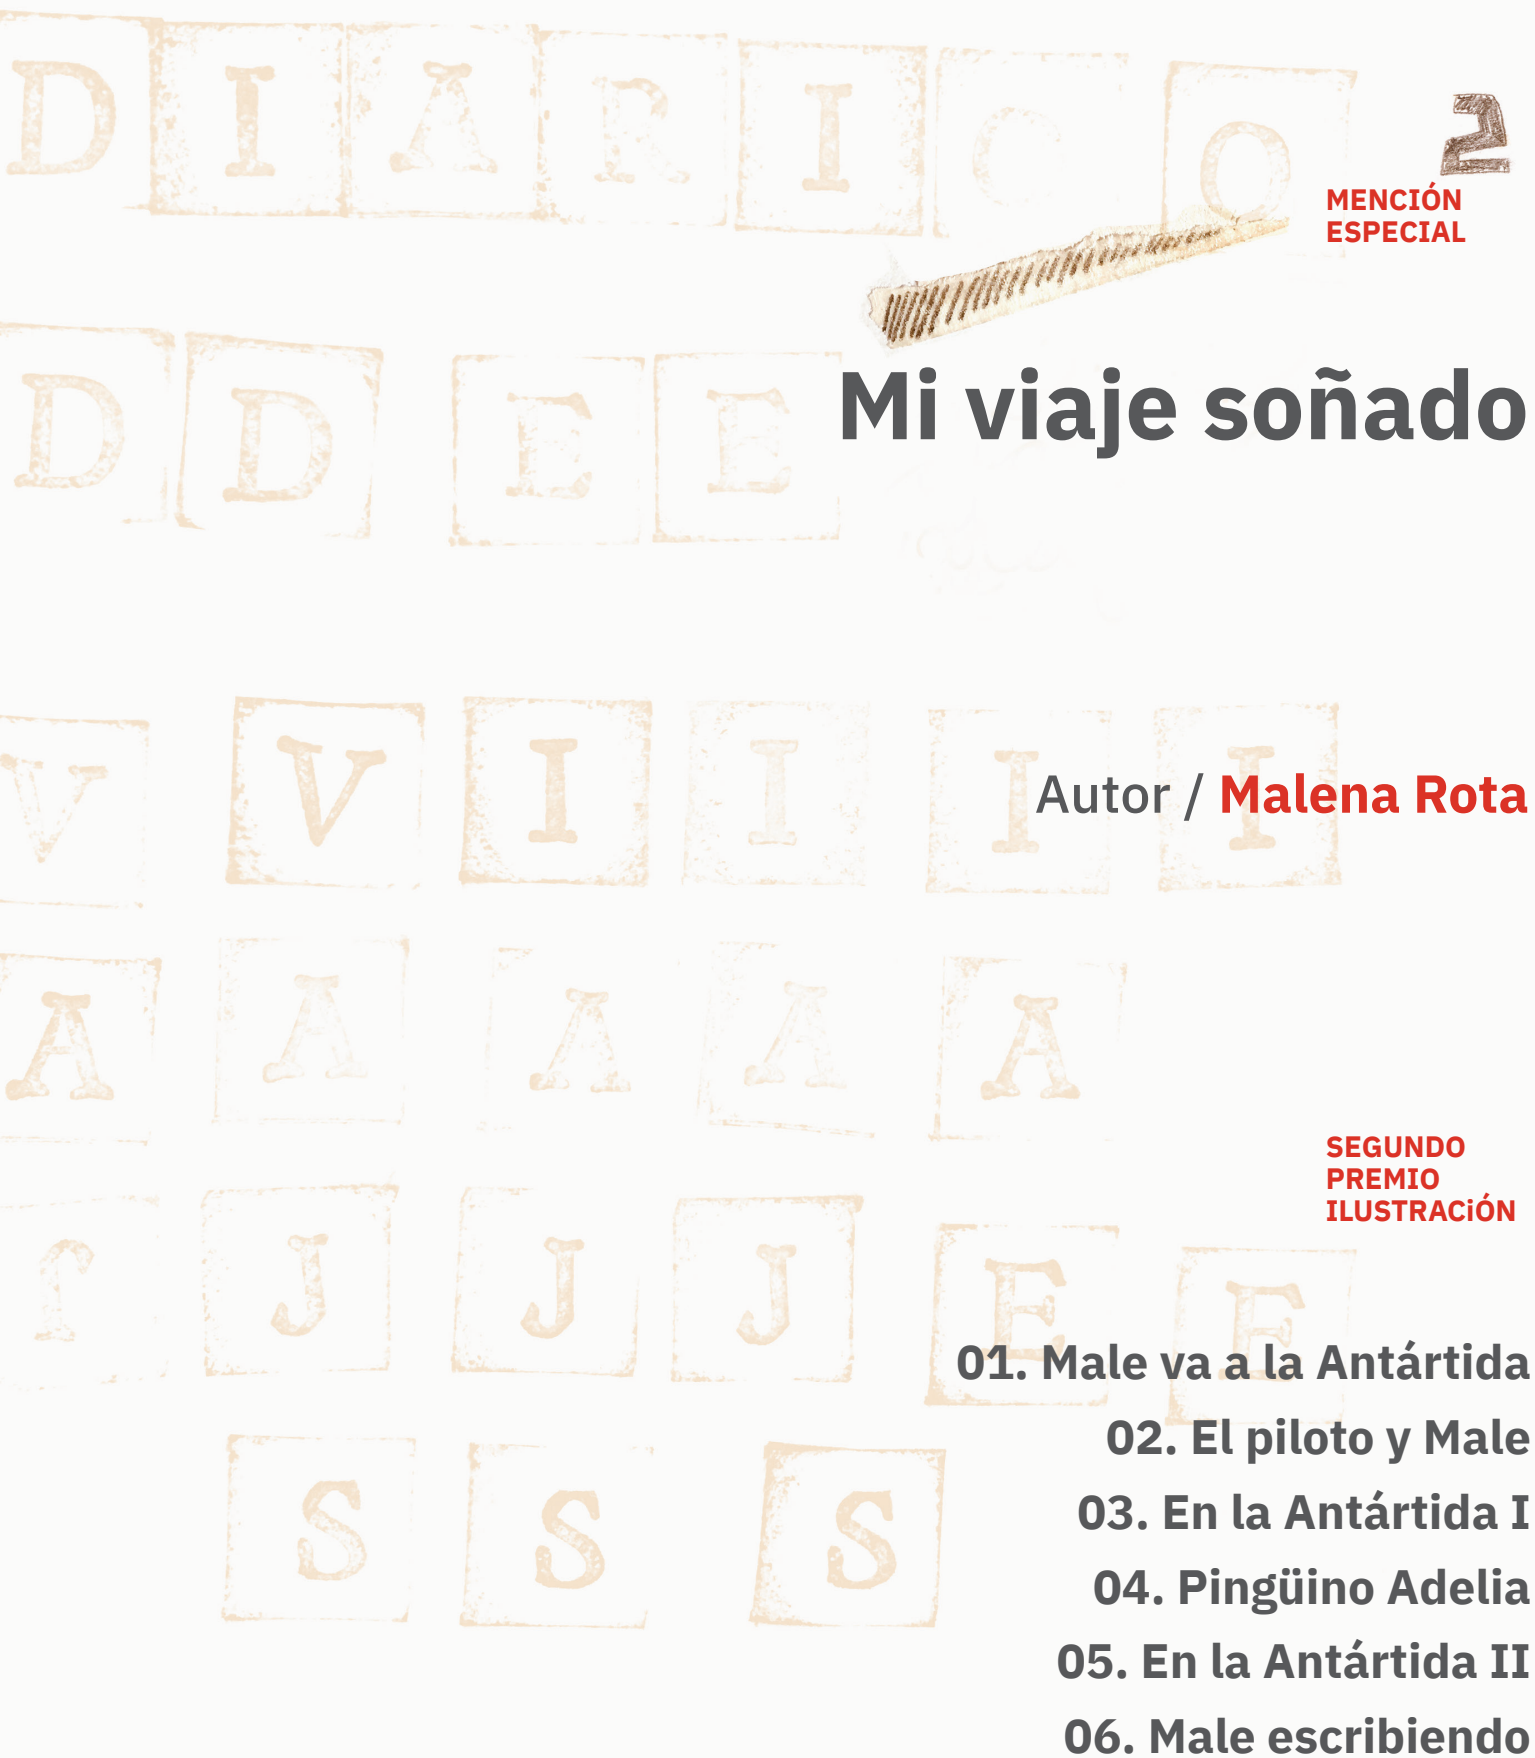 D I A R I C O
2
MENCIÓN
ESPECIAL
D D E E
Mi viaje soñado
V V I I I I
Autor / Malena Rota
A A A A A
SEGUNDO
PREMIO
ILUSTRACiÓN
J J J J E E
01. Male va a la Antártida
02. El piloto y Male
03. En la Antártida I
S S S
04. Pingüino Adelia
05. En la Antártida II
06. Male escribiendo